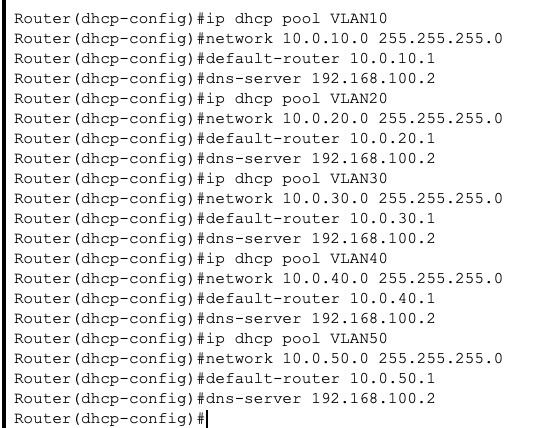 Router(dhcp-config)#ip dhcp pool VLAN10
Router(dhcp-config)#network 10.0.10.0 255.255.255.0
Router(dhcp-config)#default-router 10.0.10.1
Router(dhcp-config)#dns-server 192.168.100.2
Router(dhcp-config)#ip dhcp pool VLAN20
Router(dhcp-config)#network 10.0.20.0 255.255.255.0
Router(dhcp-config)#default-router 10.0.20.1
Router(dhcp-config)#dns-server 192.168.100.2
Router(dhcp-config)#ip dhcp pool VLAN30
Router(dhcp-config)#network 10.0.30.0 255.255.255.0
Router(dhcp-config)#default-router 10.0.30.1
Router(dhcp-config)#dns-server 192.168.100.2
Router(dhcp-config)#ip dhcp pool VLAN40
Router(dhcp-config)#network 10.0.40.0 255.255.255.0
Router(dhcp-config)#default-router 10.0.40.1
Router(dhcp-config)#dns-server 192.168.100.2
Router(dhcp-config)#ip dhcp pool VLAN50
Router(dhcp-config)#network 10.0.50.0 255.255.255.0
Router(dhcp-config)#default-router 10.0.50.1
Router(dhcp-config)#dns-server 192.168.100.2
Router(dhcp-config)#